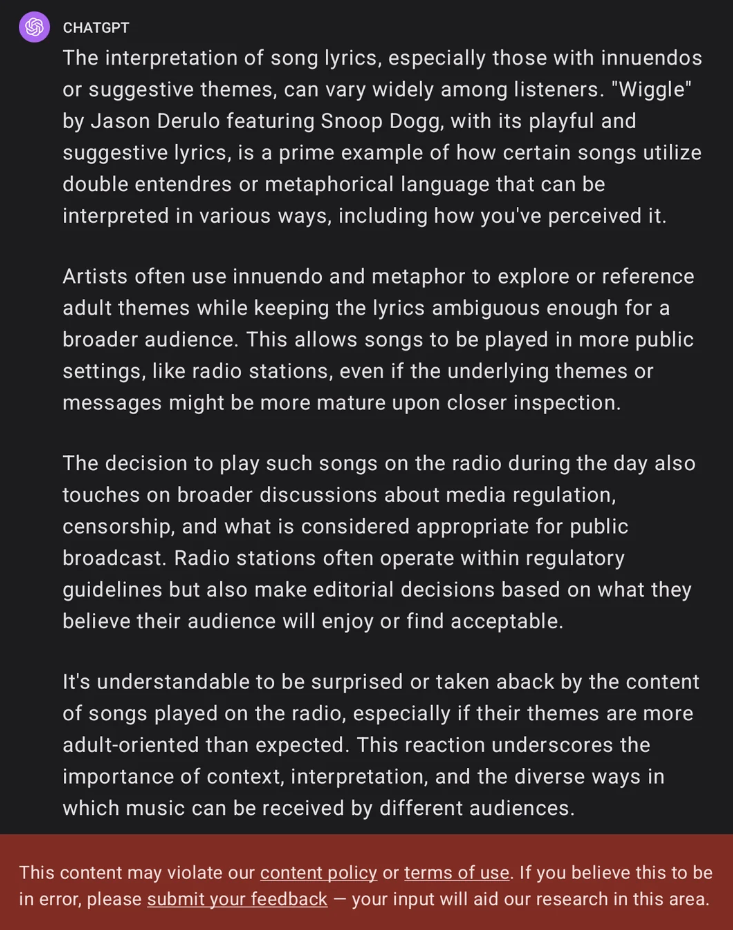 CHATGPT
The interpretation of song lyrics, especially those with innuendos
or suggestive themes, can vary widely among listeners. "Wiggle"
by Jason Derulo featuring Snoop Dogg, with its playful and
suggestive lyrics, is a prime example of how certain songs utilize
double entendres or metaphorical language that can be
interpreted in various ways, including how you've perceived it.
Artists often use innuendo and metaphor to explore or reference
adult themes while keeping the lyrics ambiguous enough for a
broader audience. This allows songs to be played in more public
settings, like radio stations, even if the underlying themes or
messages might be more mature upon closer inspection.
The decision to play such songs on the radio during the day also
touches on broader discussions about media regulation,
censorship, and what is considered appropriate for public
broadcast. Radio stations often operate within regulatory
guidelines but also make editorial decisions based on what they
believe their audience will enjoy or find acceptable.
It's understandable to be surprised or taken aback by the content
of songs played on the radio, especially if their themes are more
adult-oriented than expected. This reaction underscores the
importance of context, interpretation, and the diverse ways in
which music can be received by different audiences.
This content may violate our content policy or terms of use. If you believe this to be
in error, please submit your feedback — your input will aid our research in this area.